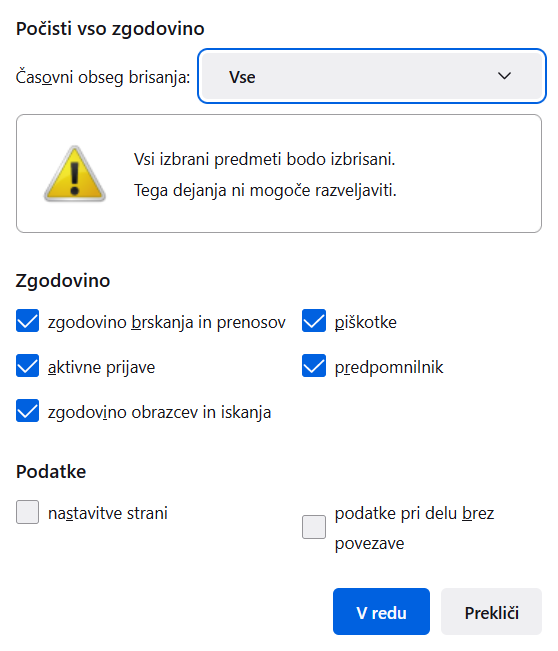 Počisti vso zgodovino
Časovni obseg brisanja: Vse
Vsi izbrani predmeti bodo izbrisani.
Tega dejanja ni mogoče razveljaviti.
Zgodovino
zgodovino brskanja in prenosov
piškotke
aktivne prijave
predpomnilnik
zgodovino obrazcev in iskanja
Podatke
nastavitve strani
podatke pri delu brez
povezave
V redu
Prekliči